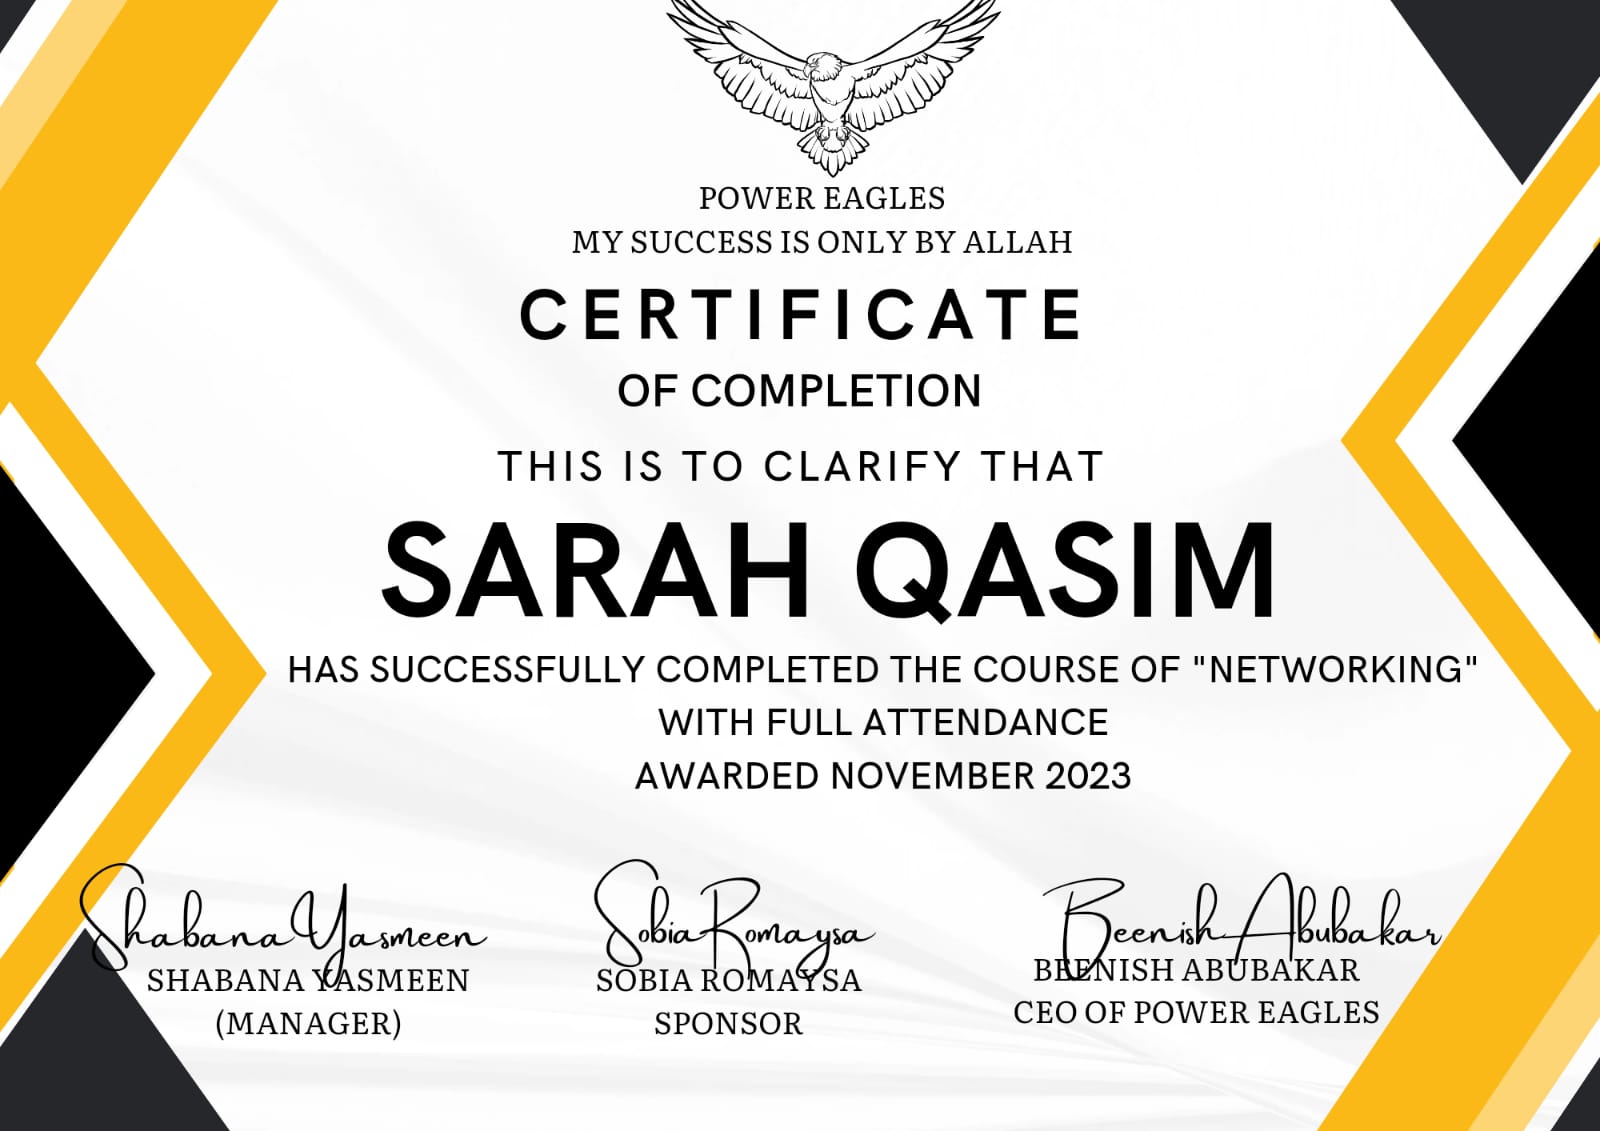 POWER EAGLES
MY SUCCESS IS ONLY BY ALLAH
CERTIFICATE
OF COMPLETION
THIS IS TO CLARIFY THAT
SARAH QASIM
HAS SUCCESSFULLY COMPLETED THE COURSE OF "NETWORKING"
WITH FULL ATTENDANCE
AWARDED NOVEMBER 2023
Shabana Yasmeen
SHABANA YASMEEN
(MANAGER)
Sobia Romaysa
SOBIA ROMAYSA
SPONSOR
Beenish Abubakar
BEENISH ABUBAKAR
CEO OF POWER EAGLES